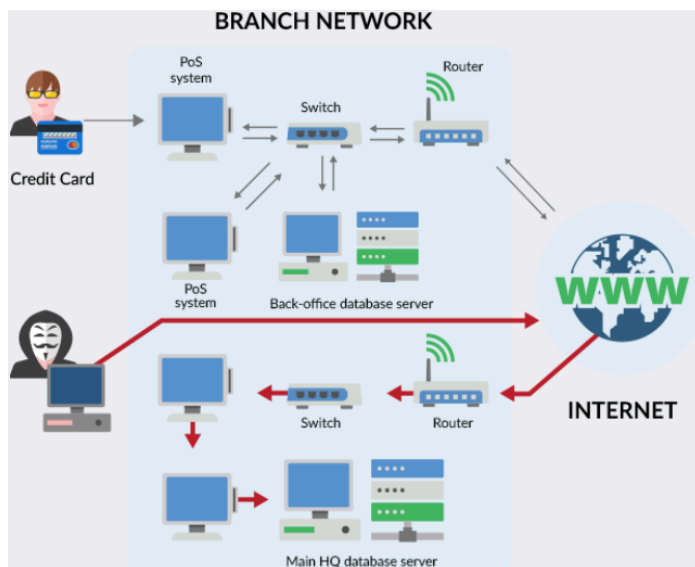 BRANCH NETWORK
PoS
system
Router
Switch
Credit Card
PoS
system
Back-office database server
WWW
INTERNET
Switch
Router
Main HQ database server